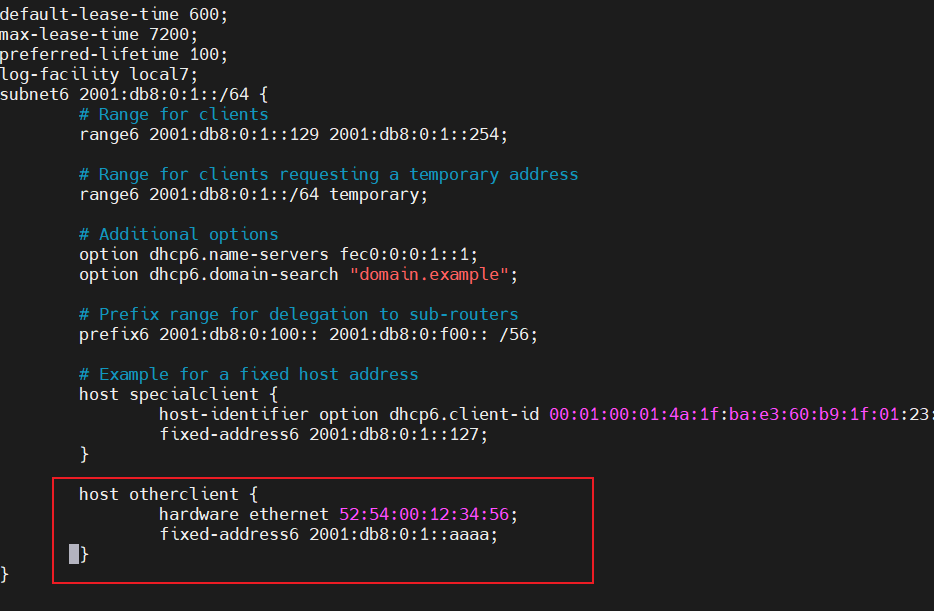 default-lease-time 600;
max-lease-time 7200;
preferred-lifetime 100;
log-facility local7;
subnet6 2001:db8:0:1::/64 {
# Range for clients
range6 2001:db8:0:1::129 2001:db8:0:1::254;
# Range for clients requesting a temporary address
range6 2001:db8:0:1::/64 temporary;
# Additional options
option dhcp6.name-servers fec0:0:0:1::1;
option dhcp6.domain-search "domain.example";
# Prefix range for delegation to sub-routers
prefix6 2001:db8:0:100:: 2001:db8:0:f00:: /56;
# Example for a fixed host address
host specialclient {
host-identifier option dhcp6.client-id 00:01:00:01:4a:1f:ba:e3:60:b9:1f:01:23:
fixed-address6 2001:db8:0:1::127;
}
host otherclient {
hardware ethernet 52:54:00:12:34:56;
fixed-address6 2001:db8:0:1::aaaa;
}
}